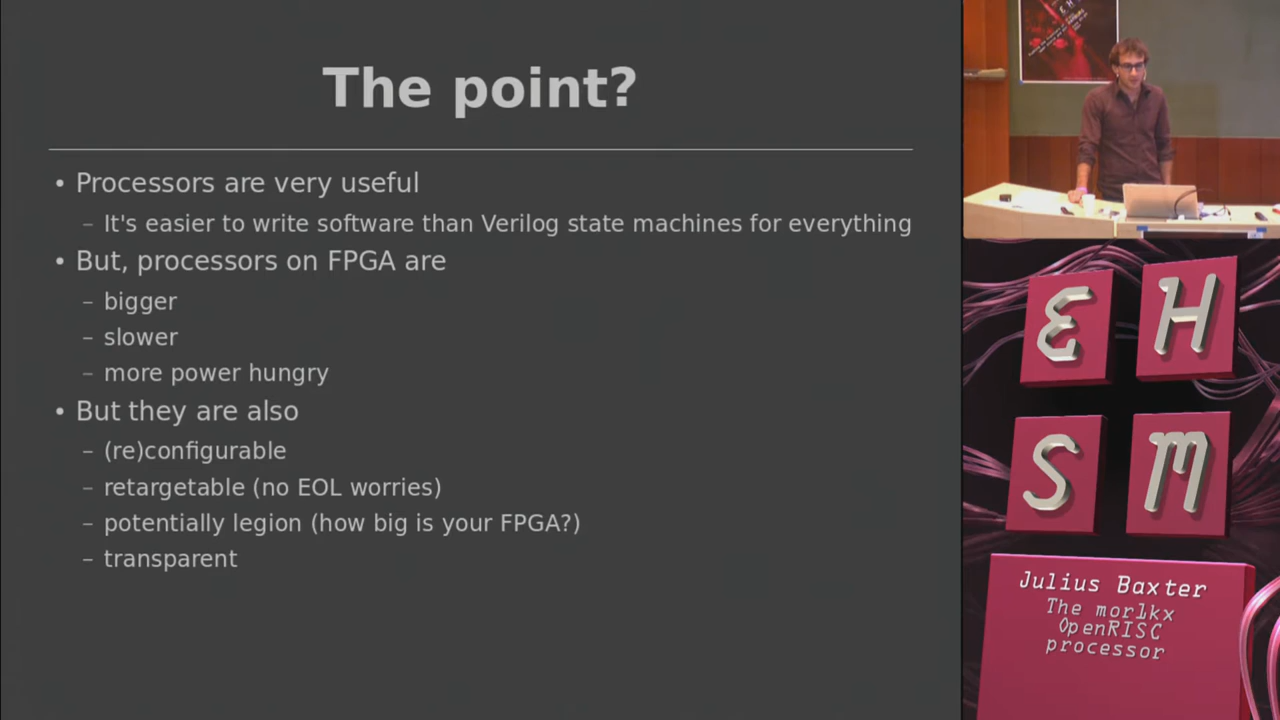 The point?
• Processors are very useful
– It's easier to write software than Verilog state machines for everything
• But, processors on FPGA are
– bigger
– slower
– more power hungry
• But they are also
– (re)configurable
– retargetable (no EOL worries)
– potentially legion (how big is your FPGA?)
– transparent
E H
S M
Julius Baxter
The mor1kx
OpenRISC
processor